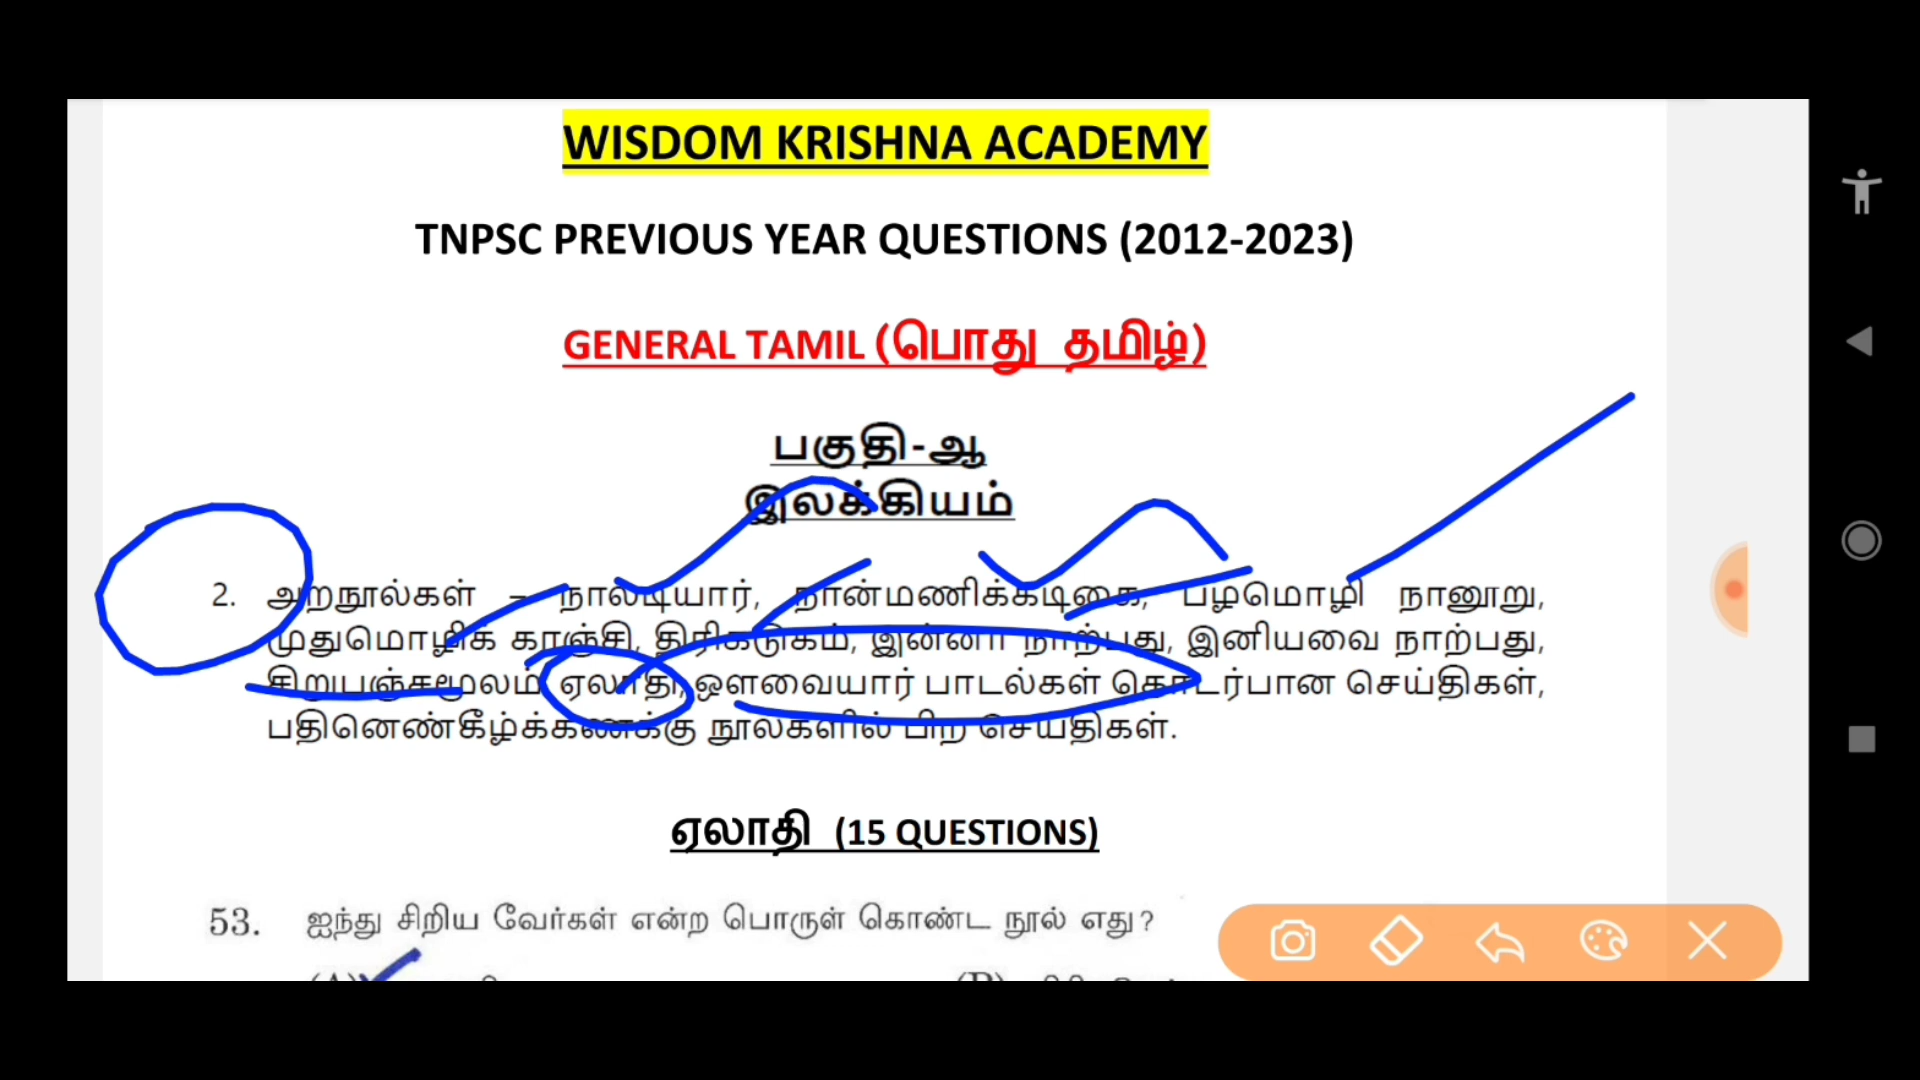 WISDOM KRISHNA ACADEMY
TNPSC PREVIOUS YEAR QUESTIONS (2012-2023)
GENERAL TAMIL (பொது தமிழ்)
பகுதி-ஆ
இலக்கியம்
2. அறநூல்கள் – நாலடியார், நான்மணிக்கடிகை, பழமொழி நானூறு,
முதுமொழிக் காஞ்சி, திரிகடுகம், இன்னா நாற்பது, இனியவை நாற்பது,
சிறுபஞ்சமூலம் ஏலாதி, ஔவையார் பாடல்கள் தொடர்பான செய்திகள்,
பதினெண்கீழ்க்கணக்கு நூல்களில் பிற செய்திகள்.
ஏலாதி (15 QUESTIONS)
53. ஐந்து சிறிய வேர்கள் என்ற பொருள் கொண்ட நூல் எது?